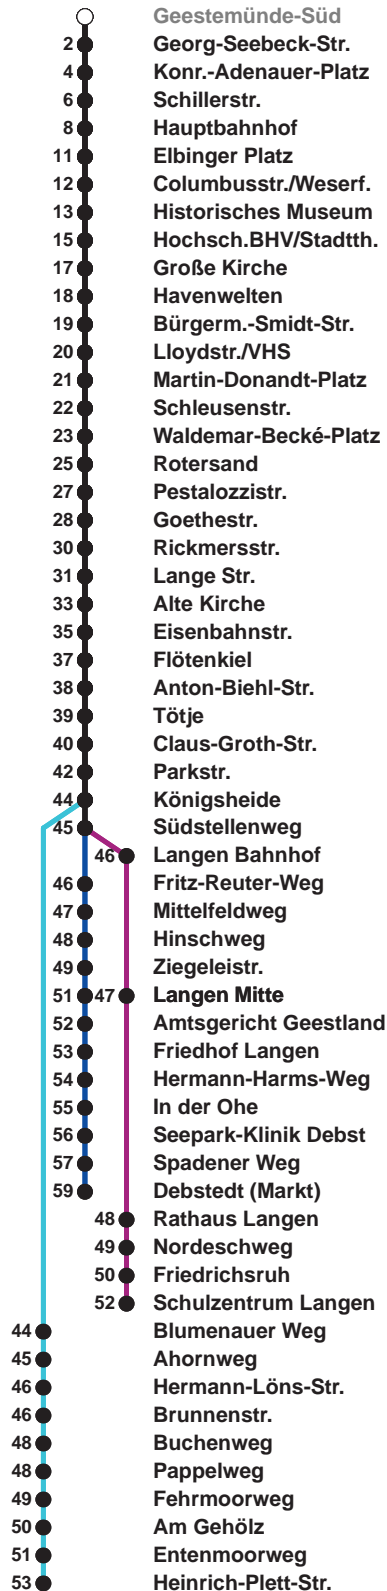 Geestemünde-Süd
2 Georg-Seebeck-Str.
4 Konr.-Adenauer-Platz
6 Schillerstr.
8 Hauptbahnhof
11 Elbinger Platz
12 Columbusstr./Weserf.
13 Historisches Museum
15 Hochsch.BHV/Stadtth.
17 Große Kirche
18 Havenwelten
19 Bürgerm.-Smidt-Str.
20 Lloydstr./VHS
21 Martin-Donandt-Platz
22 Schleusenstr.
23 Waldemar-Becké-Platz
25 Rotersand
27 Pestalozzistr.
28 Goethestr.
30 Rickmersstr.
31 Lange Str.
33 Alte Kirche
35 Eisenbahnstr.
37 Flötenkiel
38 Anton-Biehl-Str.
39 Tötje
40 Claus-Groth-Str.
42 Parkstr.
44 Königsheide
45 Südstellenweg
46 Langen Bahnhof
46 Fritz-Reuter-Weg
47 Mittelfeldweg
48 Hinschweg
49 Ziegeleistr.
51 47 Langen Mitte
52 Amtsgericht Geestland
53 Friedhof Langen
54 Hermann-Harms-Weg
55 In der Ohe
56 Seepark-Klinik Debst
57 Spadener Weg
59 Debstedt (Markt)
48 Rathaus Langen
49 Nordeschweg
50 Friedrichsruh
52 Schulzentrum Langen
44 Blumenauer Weg
45 Ahornweg
46 Hermann-Löns-Str.
46 Brunnenstr.
48 Buchenweg
48 Pappelweg
49 Fehrmoorweg
50 Am Gehölz
51 Entenmoorweg
53 Heinrich-Plett-Str.